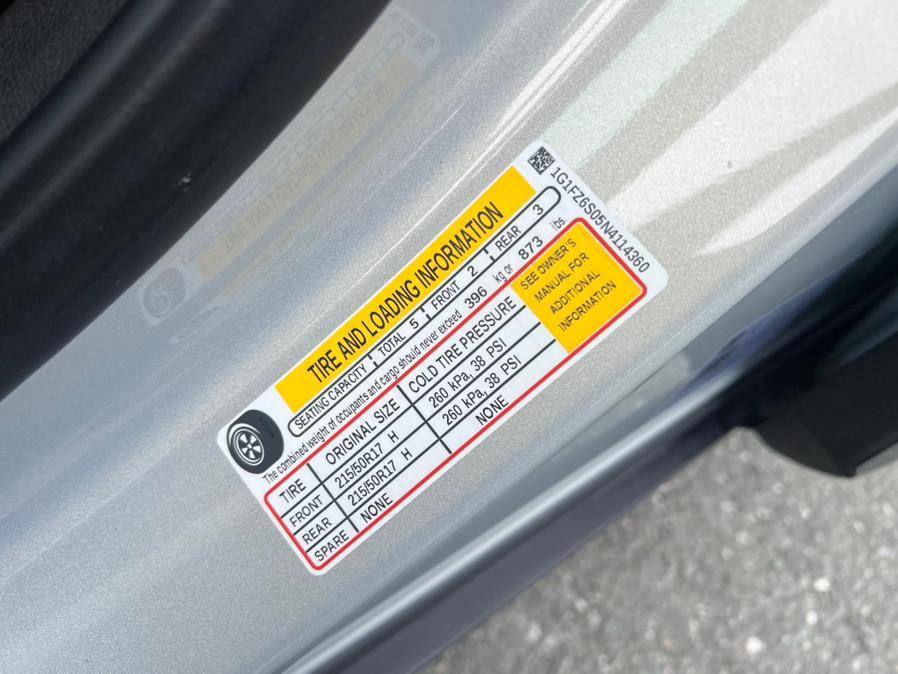 1G1FZ6S05N4114360
TIRE AND LOADING INFORMATION
SEATING CAPACITY TOTAL 5 FRONT 2 REAR 3
The combined weight of occupants and cargo should never exceed 396 kg or 873 lbs.
TIRE ORIGINAL SIZE COLD TIRE PRESSURE
FRONT 215/50R17 H 260 kPa, 38 PSI
REAR 215/50R17 H 260 kPa, 38 PSI
SPARE NONE NONE
SEE OWNER'S
MANUAL FOR
ADDITIONAL
INFORMATION